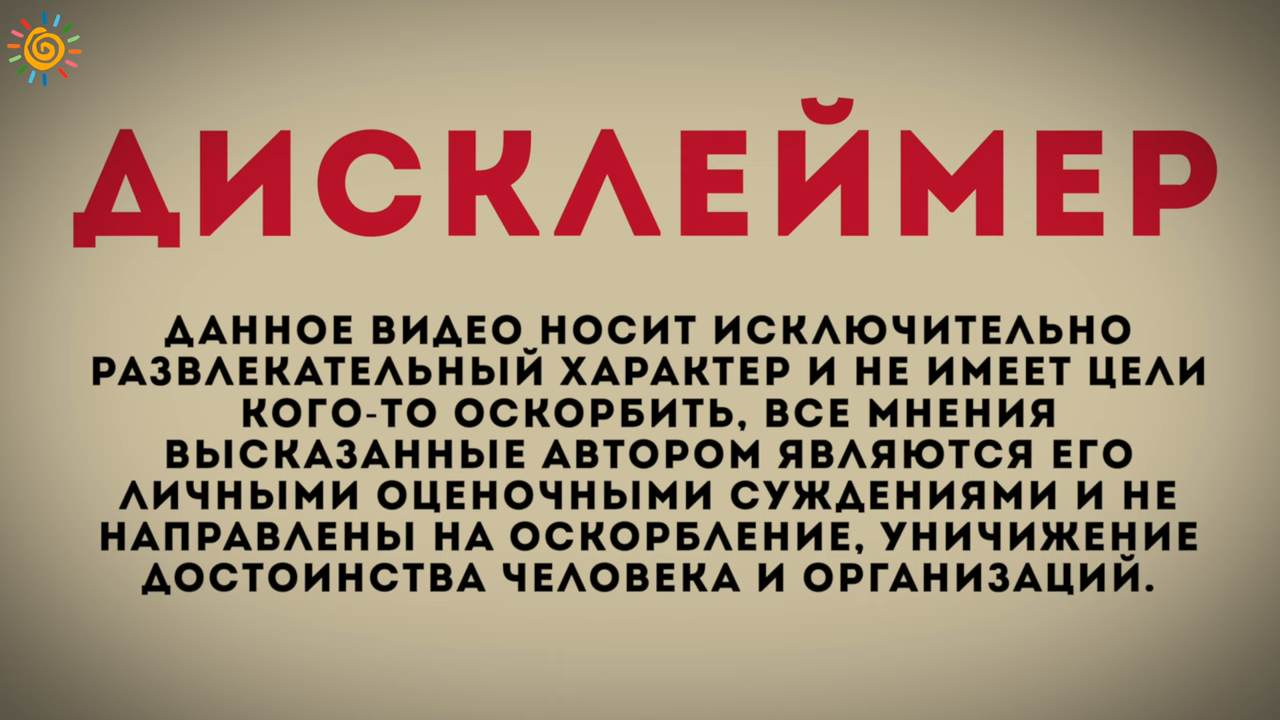 ДИСКЛЕЙМЕР
ДАННОЕ ВИДЕО НОСИТ ИСКЛЮЧИТЕЛЬНО
РАЗВЛЕКАТЕЛЬНЫЙ ХАРАКТЕР И НЕ ИМЕЕТ ЦЕЛИ
КОГО-ТО ОСКОРБИТЬ, ВСЕ МНЕНИЯ
ВЫСКАЗАННЫЕ АВТОРОМ ЯВЛЯЮТСЯ ЕГО
ЛИЧНЫМИ ОЦЕНОЧНЫМИ СУЖДЕНИЯМИ И НЕ
НАПРАВЛЕНЫ НА ОСКОРБЛЕНИЕ, УНИЧИЖЕНИЕ
ДОСТОИНСТВА ЧЕЛОВЕКА И ОРГАНИЗАЦИЙ.